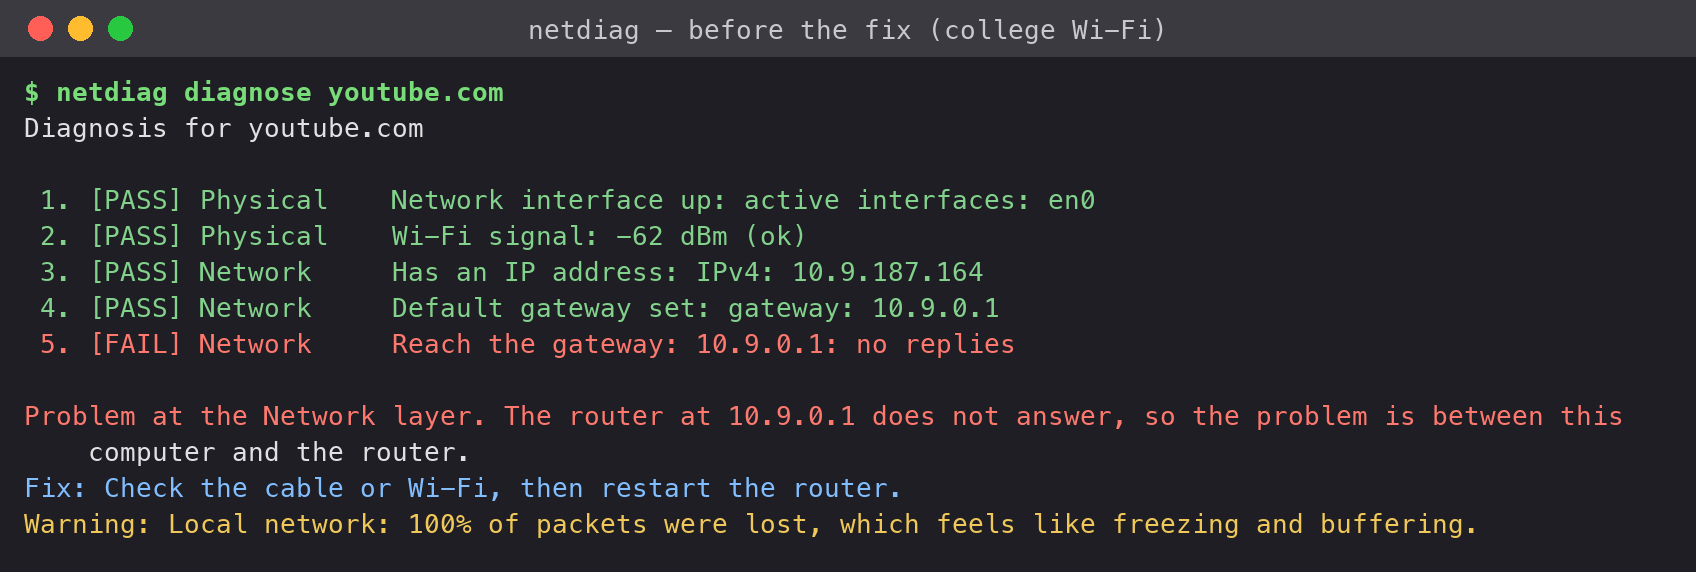 netdiag — before the fix (college Wi-Fi)
$ netdiag diagnose youtube.com
Diagnosis for youtube.com
1. [PASS] Physical    Network interface up: active interfaces: en0
2. [PASS] Physical    Wi-Fi signal: -62 dBm (ok)
3. [PASS] Network     Has an IP address: IPv4: 10.9.187.164
4. [PASS] Network     Default gateway set: gateway: 10.9.0.1
5. [FAIL] Network     Reach the gateway: 10.9.0.1: no replies
Problem at the Network layer. The router at 10.9.0.1 does not answer, so the problem is between this
computer and the router.
Fix: Check the cable or Wi-Fi, then restart the router.
Warning: Local network: 100% of packets were lost, which feels like freezing and buffering.